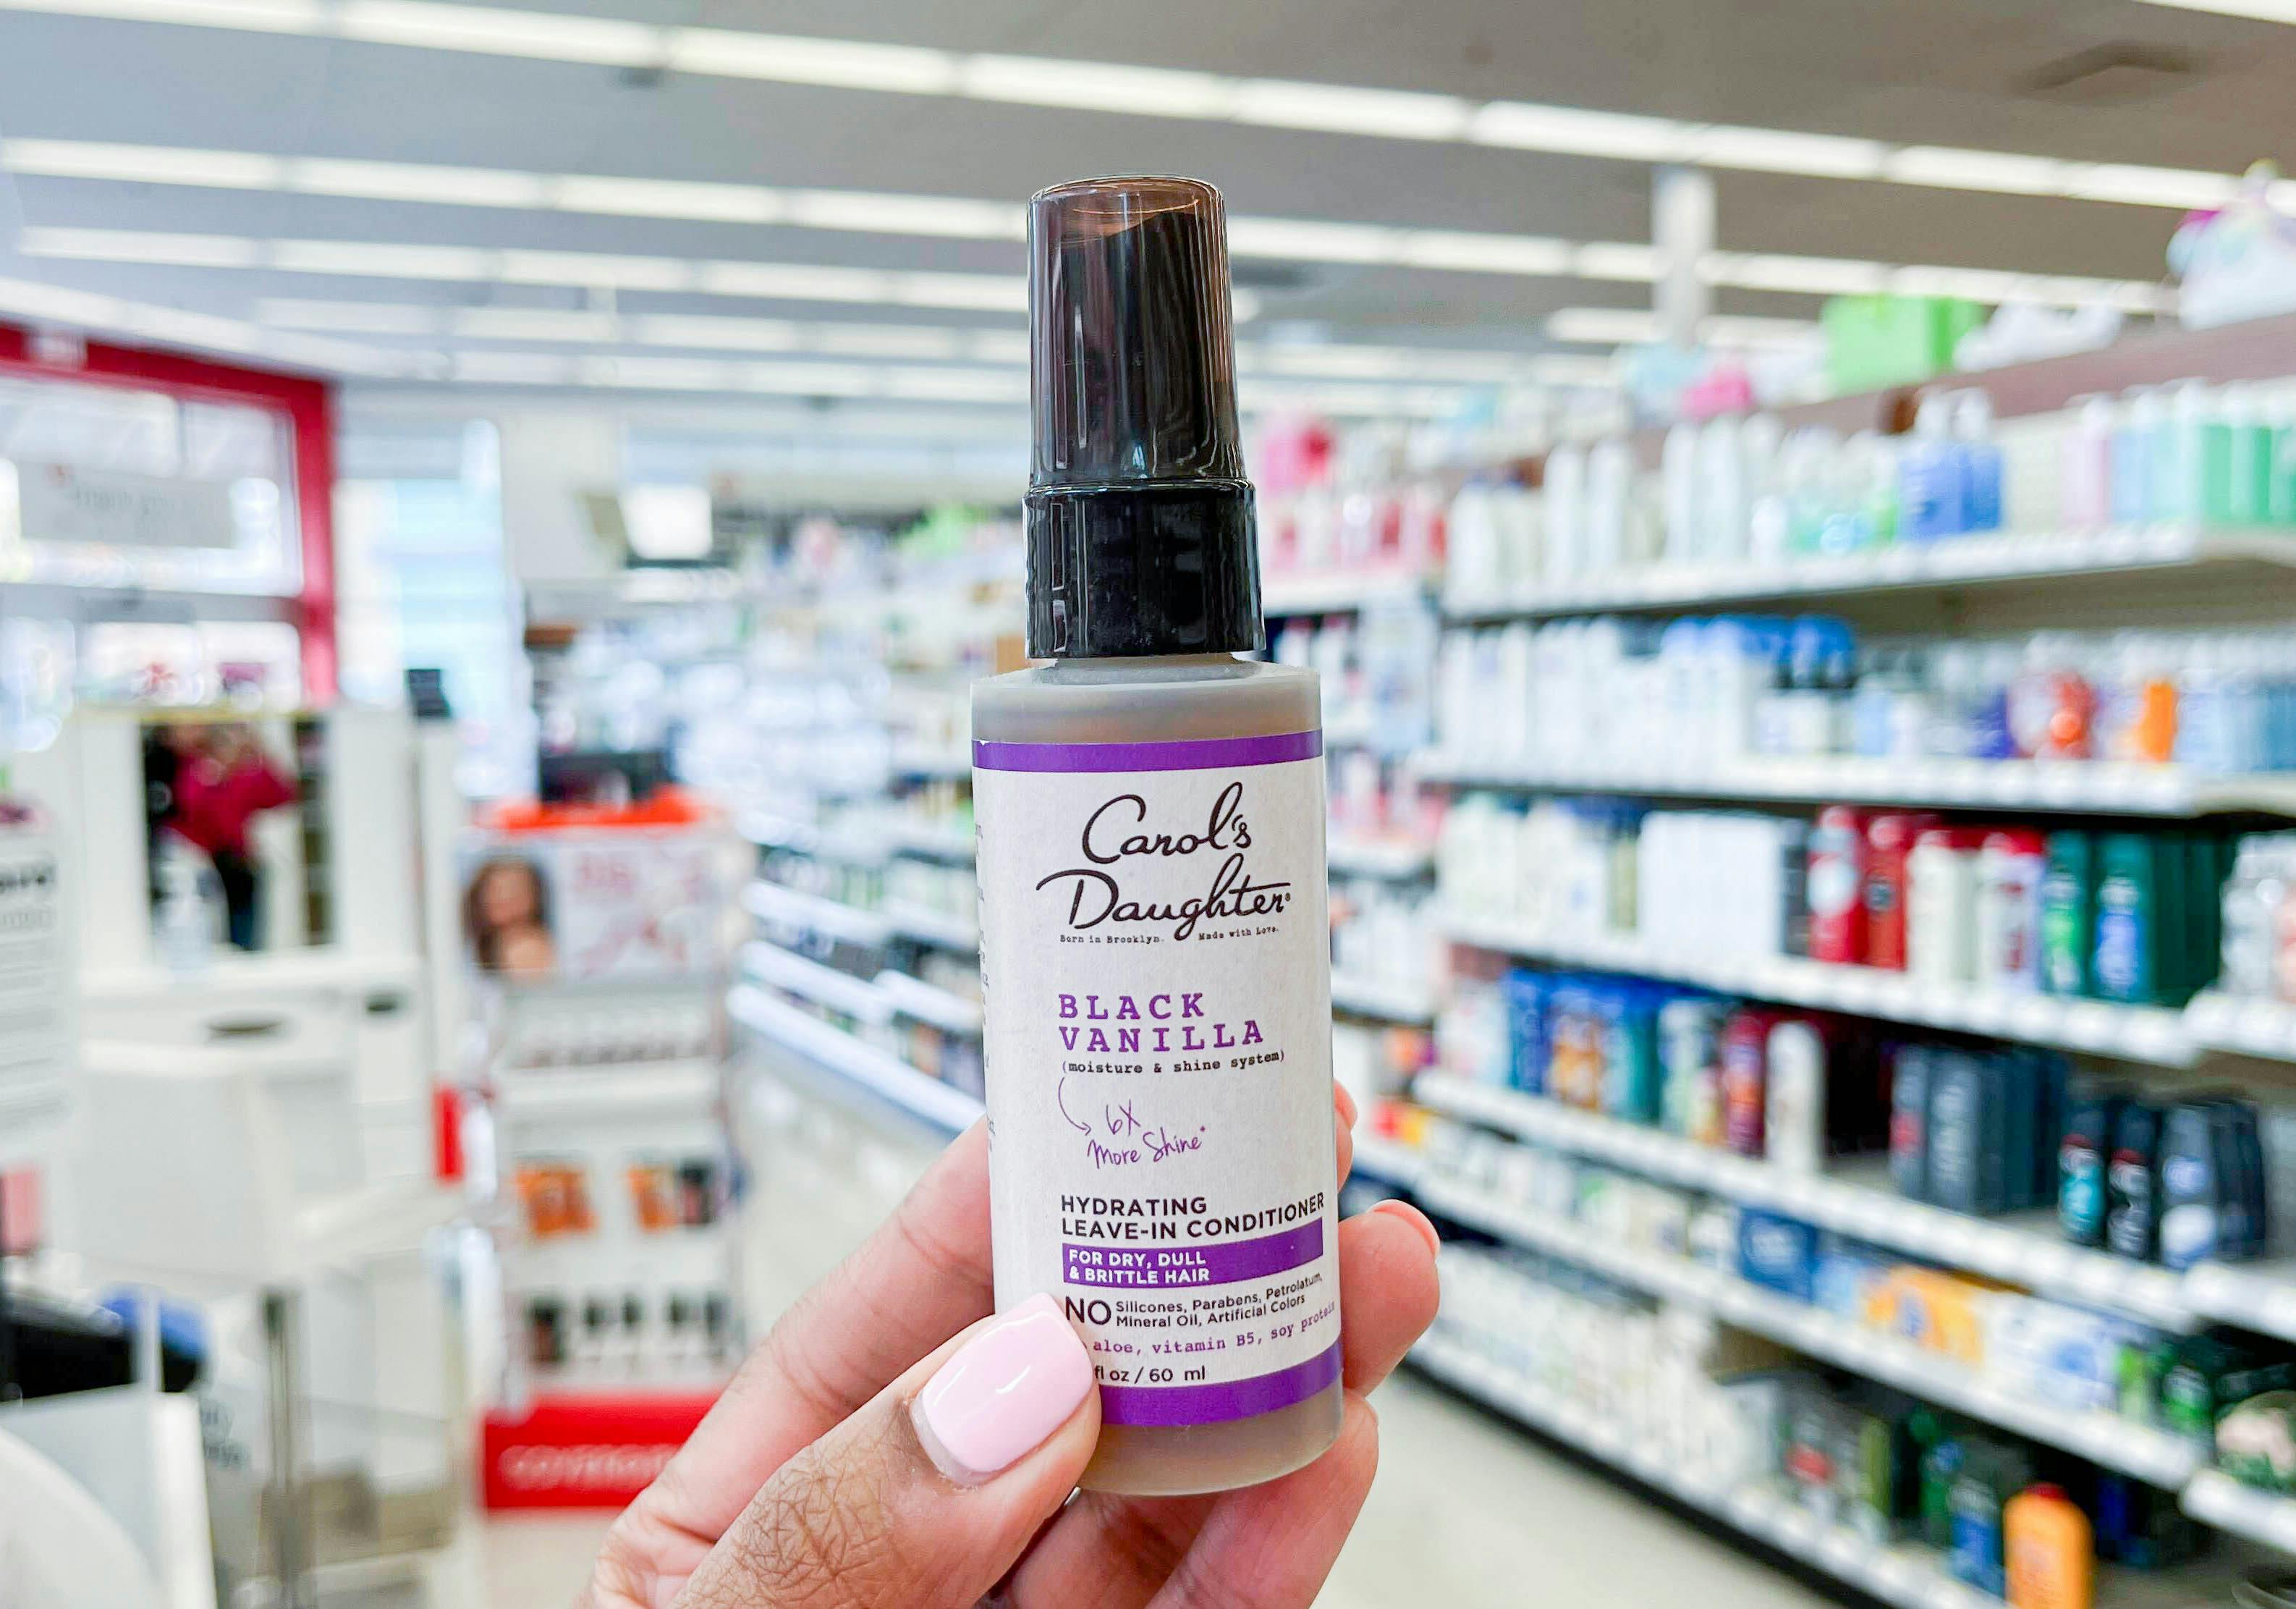 Carol's
Daughter®
Born in Brooklyn. Made with Love.
BLACK
VANILLA
(moisture & shine system)
6X
More Shine*
HYDRATING
LEAVE-IN CONDITIONER
FOR DRY, DULL
& BRITTLE HAIR
NO Silicones, Parabens, Petrolatum,
Mineral Oil, Artificial Colors
aloe, vitamin B5, soy protein
fl oz / 60 ml
COVERGIRL